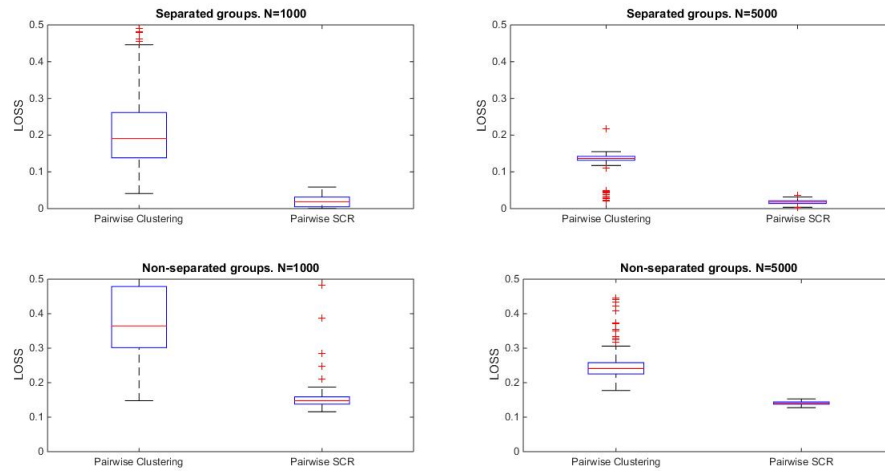 Separated groups. N=1000
0.5
0.4
0.3
0.2
0.1
0
LOSS
Pairwise Clustering
Pairwise SCR
Separated groups. N=5000
0.5
0.4
0.3
0.2
0.1
0
LOSS
Pairwise Clustering
Pairwise SCR
Non-separated groups. N=1000
0.5
0.4
0.3
0.2
0.1
0
LOSS
Pairwise Clustering
Pairwise SCR
Non-separated groups. N=5000
0.5
0.4
0.3
0.2
0.1
0
LOSS
Pairwise Clustering
Pairwise SCR